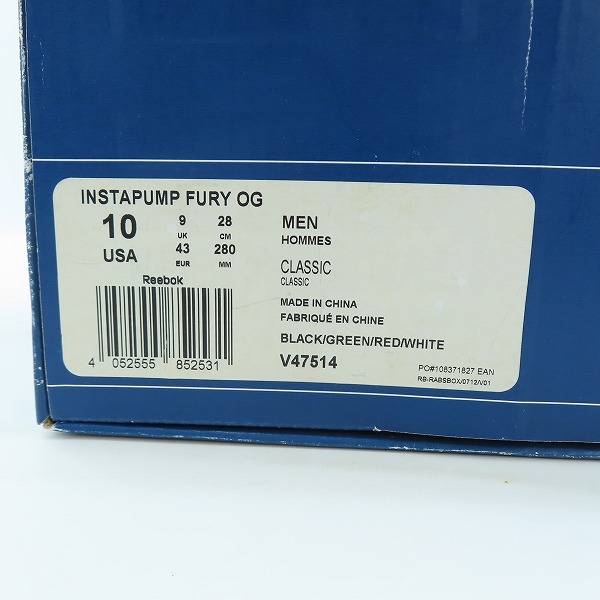 INSTAPUMP FURY OG
10 9 28
UK CM
USA 43 280
EUR MM
MEN
HOMMES
CLASSIC
CLASSIC
Reebok
4 052555 852531
MADE IN CHINA
FABRIQUÉ EN CHINE
BLACK/GREEN/RED/WHITE
V47514
PO#108371827 EAN
RB-RABSBOX/0712/V01